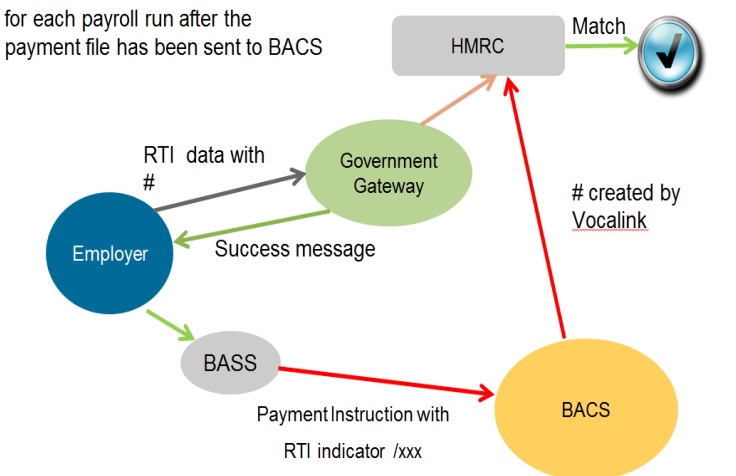 for each payroll run after the
payment file has been sent to BACS
HMRC
Match
RTI data with
#
Government
Gateway
# created by
Vocalink
Employer
Success message
BASS
Payment Instruction with
RTI indicator /xxx
BACS